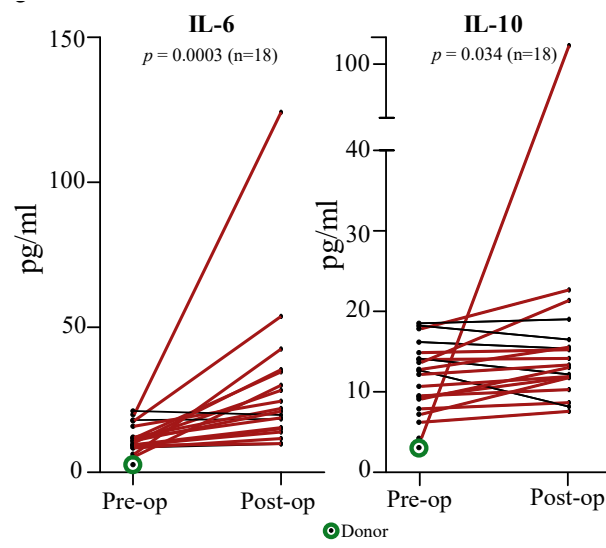 IL-6
p = 0.0003 (n=18)
150
100
50
0
pg/ml
Pre-op
Post-op
IL-10
p = 0.034 (n=18)
100
40
30
20
10
0
pg/ml
Pre-op
Post-op
Donor